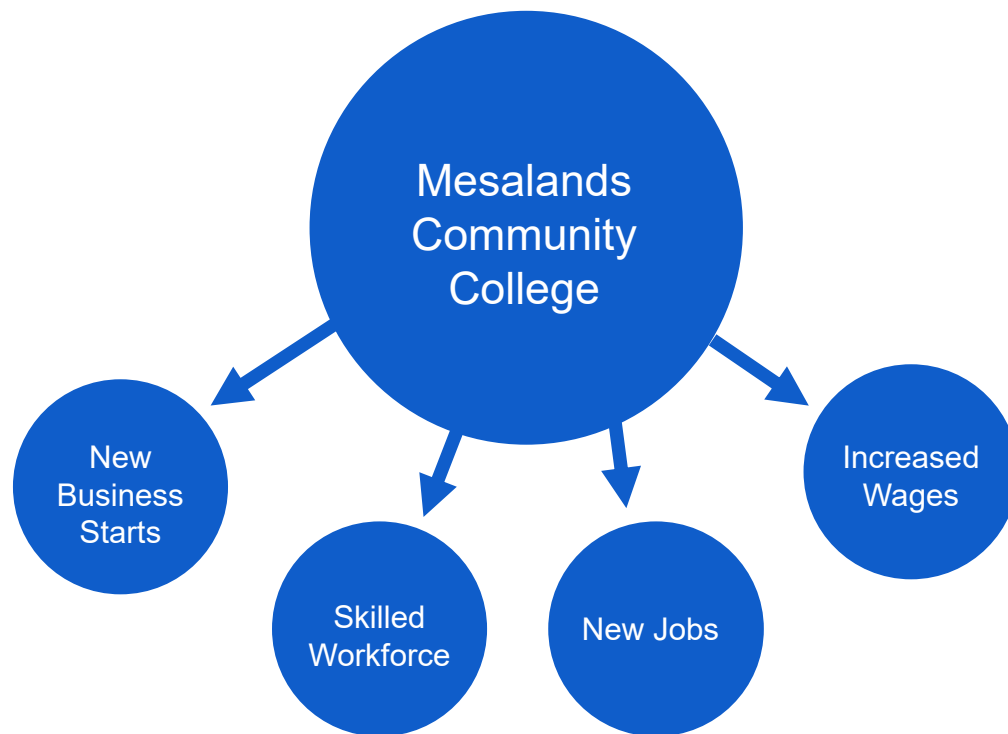 Mesalands
Community
College
New
Business
Starts
Skilled
Workforce
New Jobs
Increased
Wages